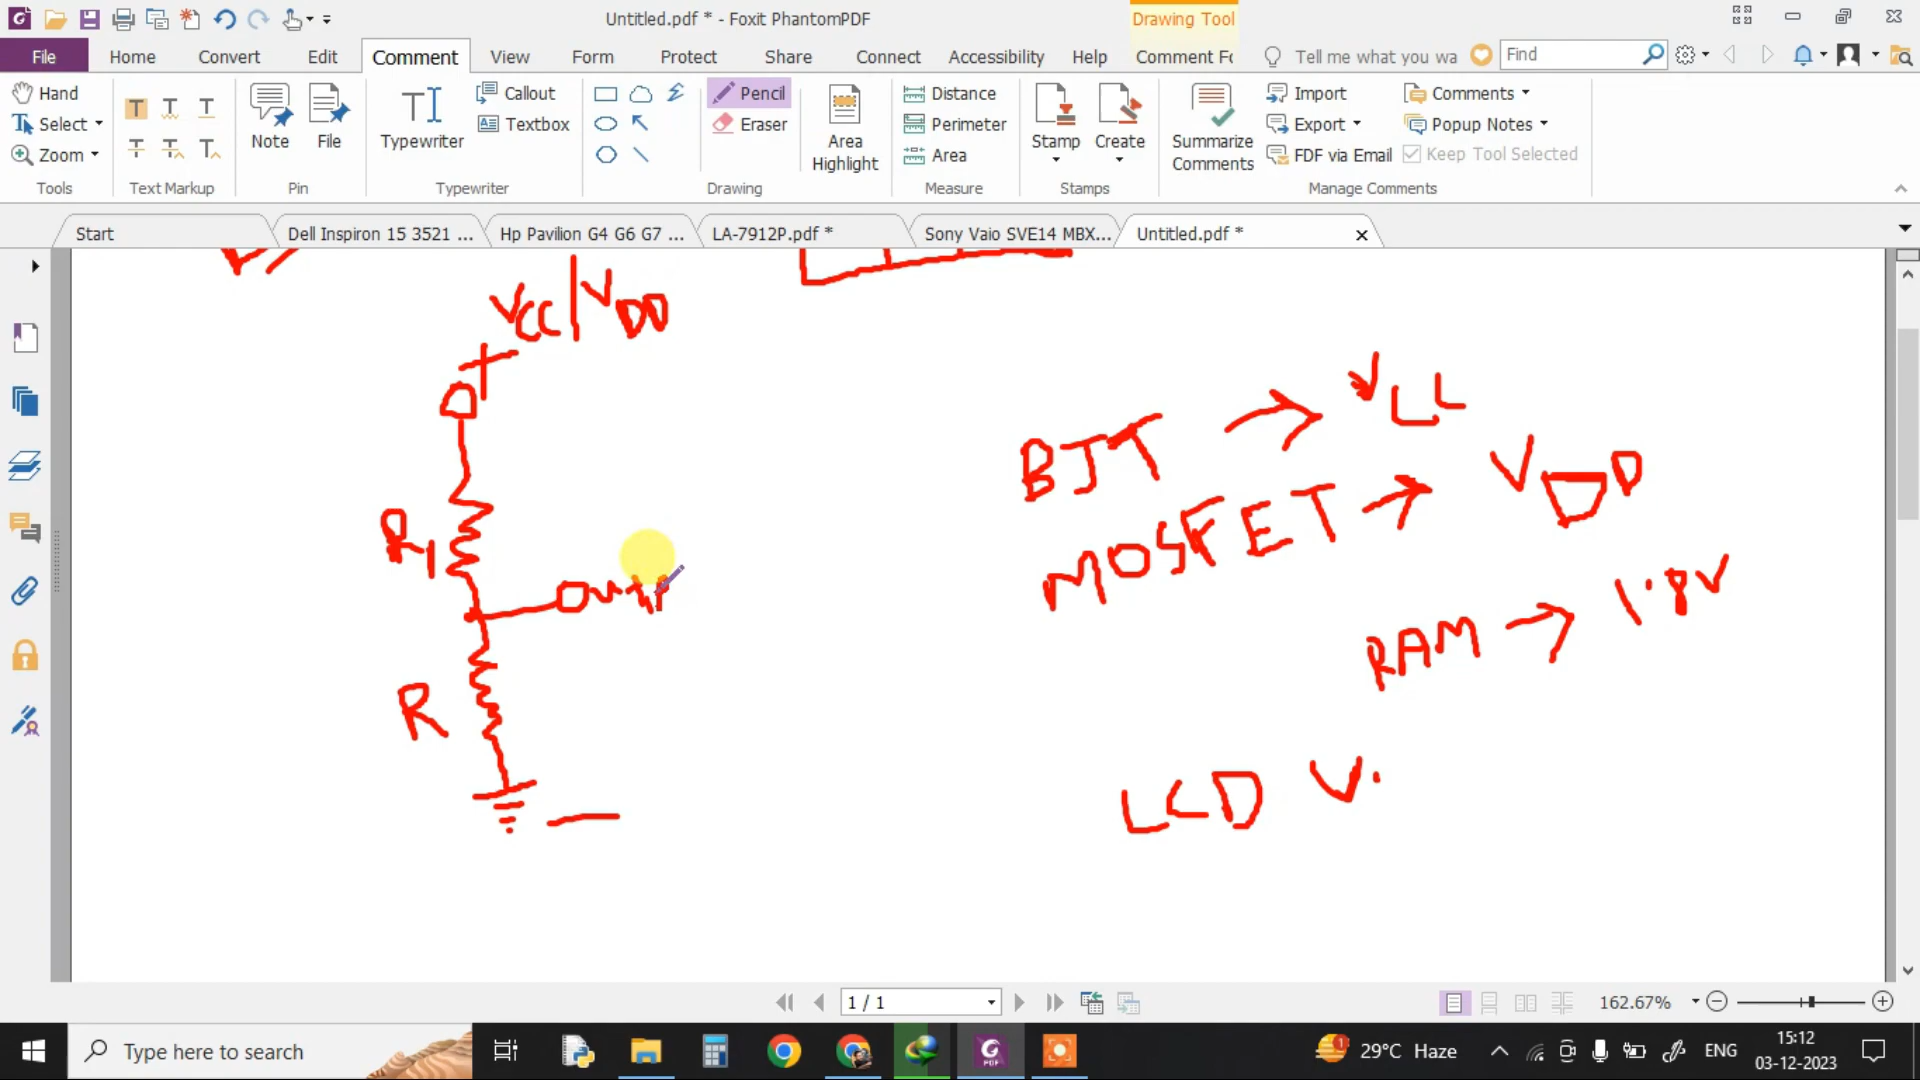 Untitled.pdf * - Foxit PhantomPDF
Drawing Tool
File Home Convert Edit Comment View Form Protect Share Connect Accessibility Help Comment Fc Tell me what you wa Find
Hand
Select
Zoom
Tools
Text Markup
Note
File
Pin
Typewriter
Callout
Textbox
Typewriter
Pencil
Eraser
Drawing
Area
Highlight
Distance
Perimeter
Area
Measure
Stamp
Create
Stamps
Summarize
Comments
Import
Export
FDF via Email
Comments
Popup Notes
Keep Tool Selected
Manage Comments
Start
Dell Inspiron 15 3521 ...
Hp Pavilion G4 G6 G7 ...
LA-7912P.pdf *
Sony Vaio SVE14 MBX...
Untitled.pdf *
VCC | VDD
+
R1
R
BJT → VCC
MOSFET → VDD
RAM → 1.8V
LCD V.
1 / 1
162.67%
Type here to search
29°C Haze
ENG
15:12
03-12-2023